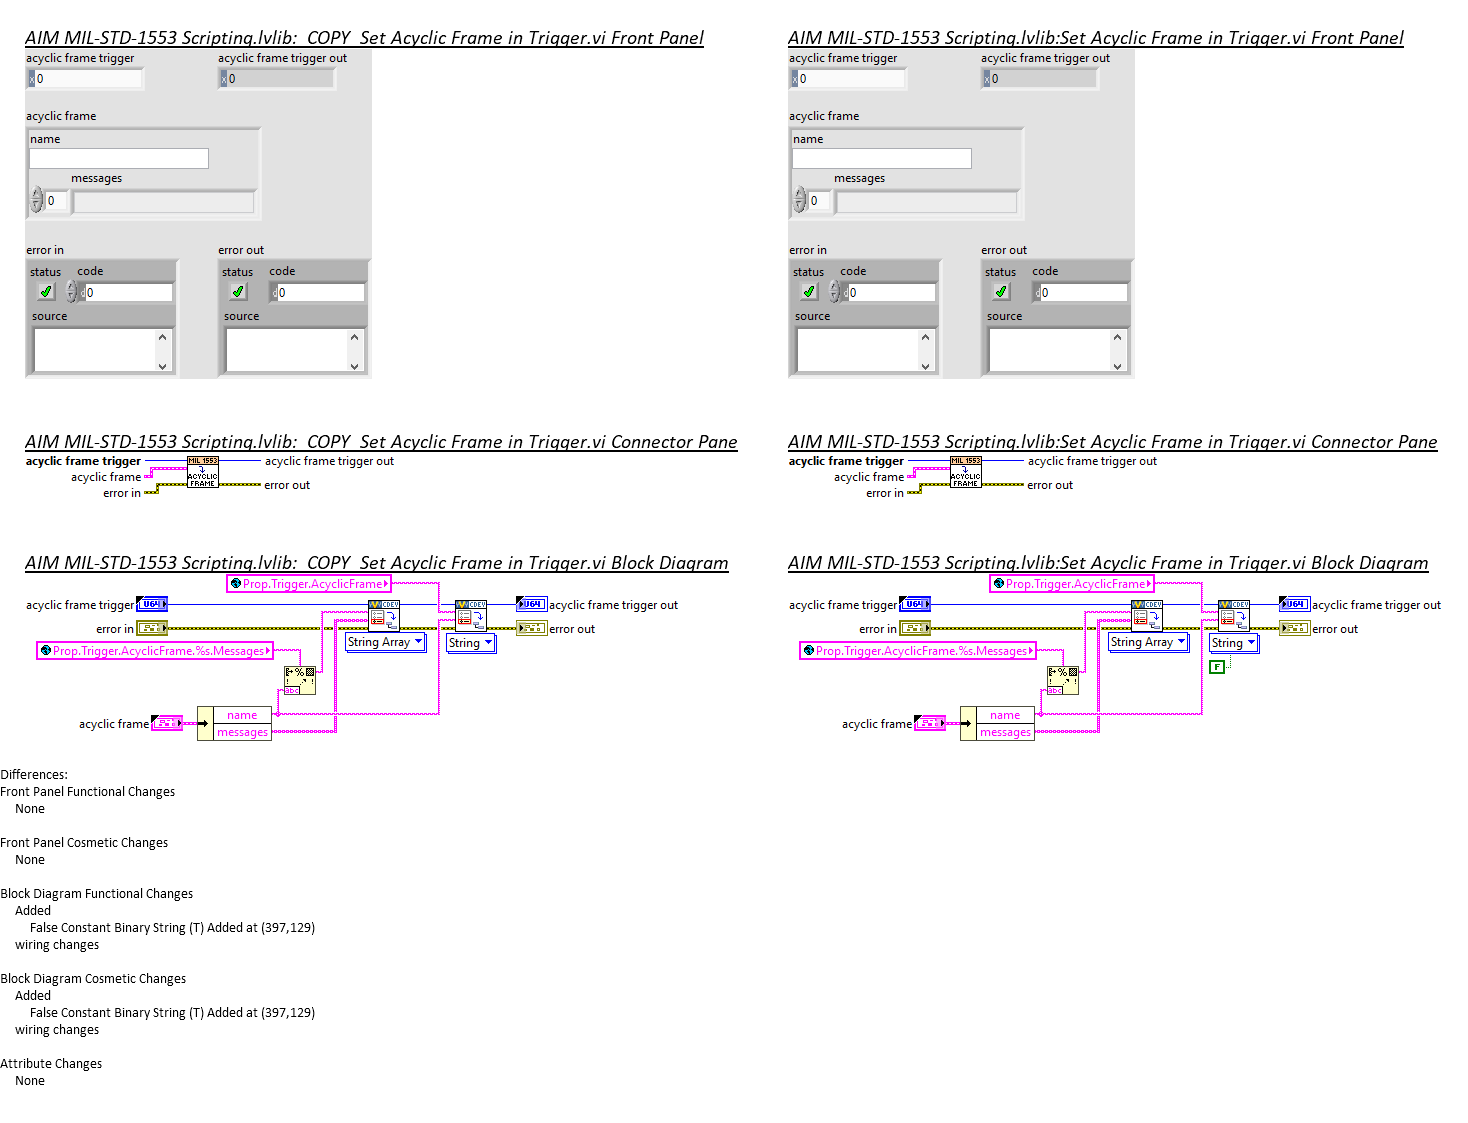 AIM MIL-STD-1553 Scripting.lvlib:_COPY_Set Acyclic Frame in Trigger.vi Front Panel
acyclic frame trigger
acyclic frame trigger out
x 0
x 0
acyclic frame
name
messages
0
error in
error out
status
code
status
code
d 0
d 0
source
source
AIM MIL-STD-1553 Scripting.lvlib:Set Acyclic Frame in Trigger.vi Front Panel
acyclic frame trigger
acyclic frame trigger out
x 0
x 0
acyclic frame
name
messages
0
error in
error out
status
code
status
code
d 0
d 0
source
source
AIM MIL-STD-1553 Scripting.lvlib:_COPY_Set Acyclic Frame in Trigger.vi Connector Pane
acyclic frame trigger
MIL 1553
acyclic frame trigger out
acyclic frame
ACYCLIC
FRAME
error in
error out
AIM MIL-STD-1553 Scripting.lvlib:Set Acyclic Frame in Trigger.vi Connector Pane
acyclic frame trigger
MIL 1553
acyclic frame trigger out
acyclic frame
ACYCLIC
FRAME
error in
error out
AIM MIL-STD-1553 Scripting.lvlib:_COPY_Set Acyclic Frame in Trigger.vi Block Diagram
Prop.Trigger.AcyclicFrame
acyclic frame trigger
U64
CDEV
CDEV
U64
acyclic frame trigger out
error in
error out
String Array
String
Prop.Trigger.AcyclicFrame.%s.Messages
%
abc
acyclic frame
name
messages
AIM MIL-STD-1553 Scripting.lvlib:Set Acyclic Frame in Trigger.vi Block Diagram
Prop.Trigger.AcyclicFrame
acyclic frame trigger
U64
CDEV
CDEV
U64
acyclic frame trigger out
error in
error out
String Array
String
Prop.Trigger.AcyclicFrame.%s.Messages
F
%
abc
acyclic frame
name
messages
Differences:
Front Panel Functional Changes
None
Front Panel Cosmetic Changes
None
Block Diagram Functional Changes
Added
False Constant Binary String (T) Added at (397,129)
wiring changes
Block Diagram Cosmetic Changes
Added
False Constant Binary String (T) Added at (397,129)
wiring changes
Attribute Changes
None